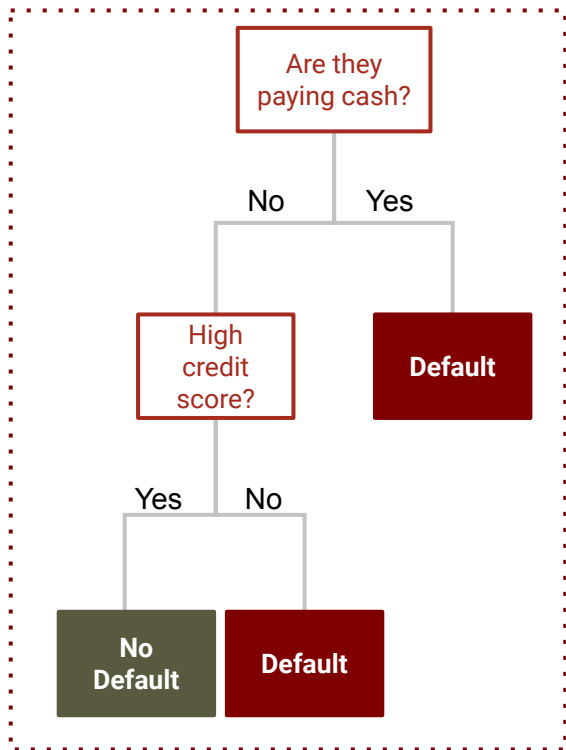 Are they
paying cash?
No
Yes
High
credit
score?
Default
Yes
No
No
Default
Default